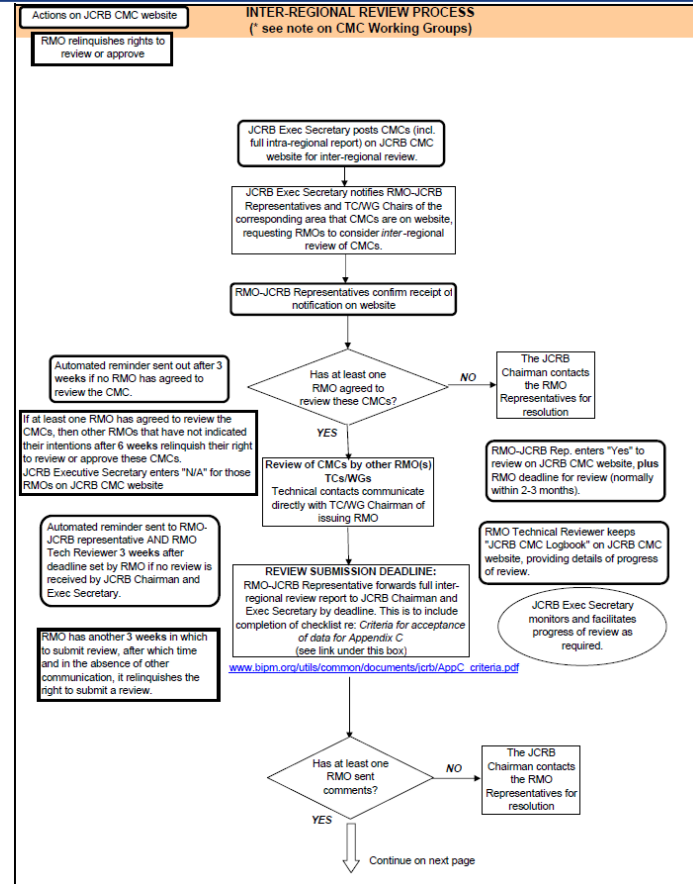 Actions on JCRB CMC website
INTER-REGIONAL REVIEW PROCESS
(* see note on CMC Working Groups)
RMO relinquishes rights to
review or approve
JCRB Exec Secretary posts CMCs (incl.
full intra-regional report) on JCRB CMC
website for inter-regional review.
JCRB Exec Secretary notifies RMO-JCRB
Representatives and TC/WG Chairs of the
corresponding area that CMCs are on website,
requesting RMOs to consider inter-regional
review of CMCs.
RMO-JCRB Representatives confirm receipt of
notification on website
Automated reminder sent out after 3
weeks if no RMO has agreed to
review the CMC.
Has at least one
RMO agreed to
review these CMCs?
NO
The JCRB
Chairman contacts
the RMO
Representatives for
resolution
YES
If at least one RMO has agreed to review the
CMCs, then other RMOs that have not indicated
their intentions after 6 weeks relinquish their right
to review or approve these CMCs.
JCRB Executive Secretary enters "N/A" for those
RMOs on JCRB CMC website
Review of CMCs by other RMO(s)
TCs/WGs
Technical contacts communicate
directly with TC/WG Chairman of
issuing RMO
RMO-JCRB Rep. enters "Yes" to
review on JCRB CMC website, plus
RMO deadline for review (normally
within 2-3 months).
Automated reminder sent to RMO-
JCRB representative AND RMO
Tech Reviewer 3 weeks after
deadline set by RMO if no review is
received by JCRB Chairman and
Exec. Secretary.
RMO Technical Reviewer keeps
"JCRB CMC Logbook" on JCRB CMC
website, providing details of progress
of review.
REVIEW SUBMISSION DEADLINE:
RMO-JCRB Representative forwards full inter-
regional review report to JCRB Chairman and
Exec Secretary by deadline. This is to include
completion of checklist re: Criteria for acceptance
of data for Appendix C
(see link under this box)
JCRB Exec Secretary
monitors and facilitates
progress of review as
required.
RMO has another 3 weeks in which
to submit review, after which time
and in the absence of other
communication, it relinquishes the
right to submit a review.
www.bipm.org/utils/common/documents/jcrb/AppC_criteria.pdf
Has at least one
RMO sent
comments?
NO
The JCRB
Chairman contacts
the RMO
Representatives for
resolution
YES
Continue on next page